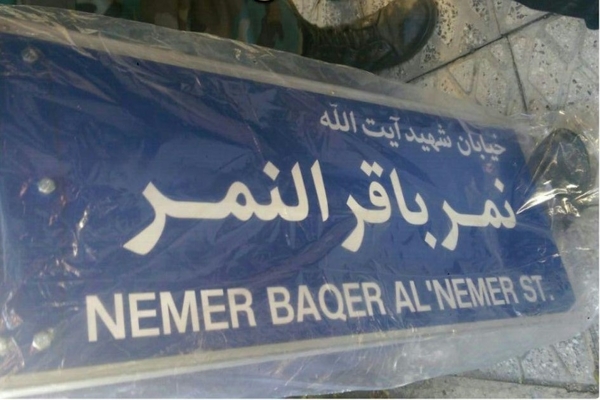 خیابان شهید آیت الله
نمر باقر النمر
NEMER BAQER AL'NEMER ST.